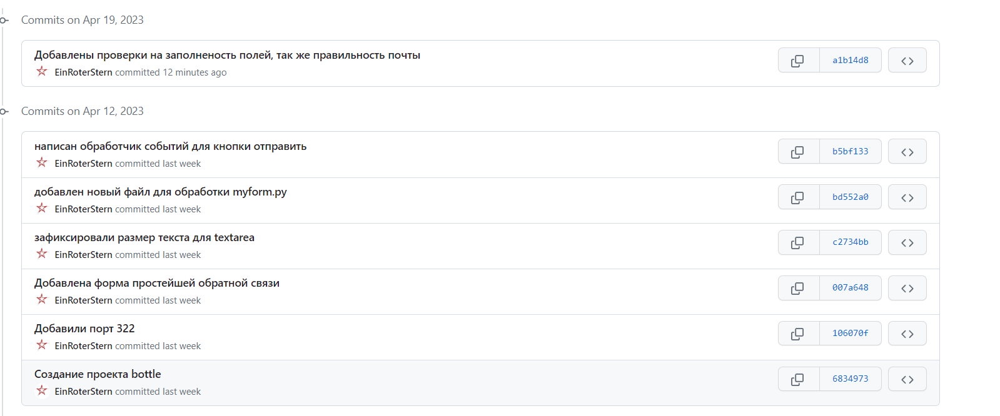 Commits on Apr 19, 2023
Добавлены проверки на заполненость полей, так же правильность почты
a1b14d8
EinRoterStern committed 12 minutes ago
Commits on Apr 12, 2023
написан обработчик событий для кнопки отправить
b5bf133
EinRoterStern committed last week
добавлен новый файл для обработки myform.py
bd552a0
EinRoterStern committed last week
зафиксировали размер текста для textarea
c2734bb
EinRoterStern committed last week
Добавлена форма простейшей обратной связи
007a648
EinRoterStern committed last week
Добавили порт 322
106070f
EinRoterStern committed last week
Создание проекта bottle
6834973
EinRoterStern committed last week